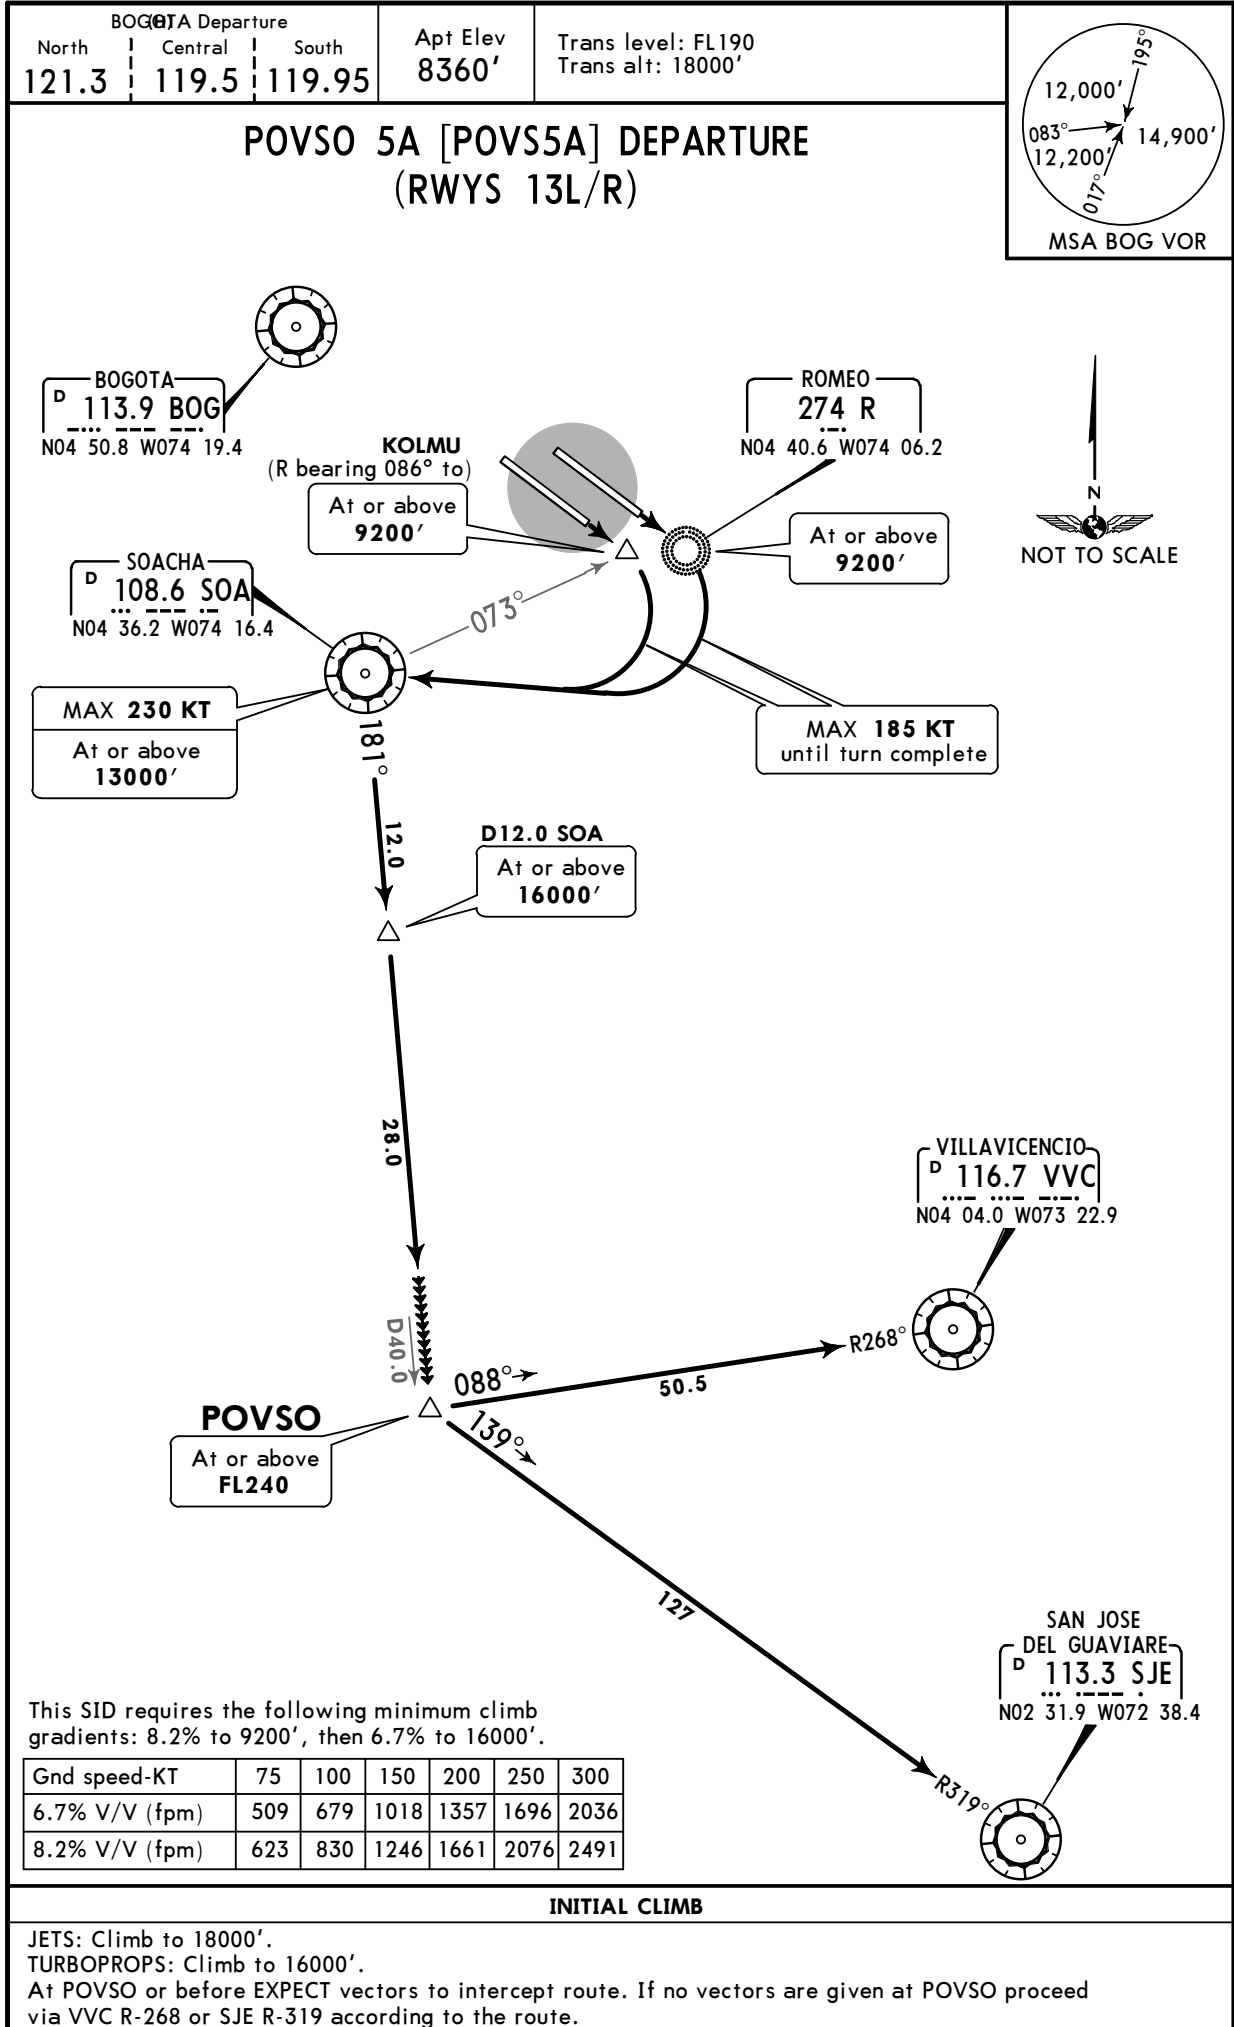 BOGOTA Departure
North Central South
121.3 119.5 119.95
Apt Elev
8360'
Trans level: FL190
Trans alt: 18000'
195°
12,000'
083°
14,900'
12,200'
017°
MSA BOG VOR
POVSO 5A [POVS5A] DEPARTURE
(RWYS 13L/R)
BOGOTA
D 113.9 BOG
N04 50.8 W074 19.4
ROMEO
274 R
N04 40.6 W074 06.2
KOLMU
(R bearing 086° to)
At or above
9200'
At or above
9200'
N
NOT TO SCALE
SOACHA
D 108.6 SOA
N04 36.2 W074 16.4
073°
MAX 230 KT
At or above
13000'
MAX 185 KT
until turn complete
181°
12.0
D12.0 SOA
At or above
16000'
28.0
VILLAVICENCIO
D 116.7 VVC
N04 04.0 W073 22.9
D40.0
088°
50.5
R268°
POVSO
At or above
FL240
139°
127
SAN JOSE
DEL GUAVIARE
D 113.3 SJE
N02 31.9 W072 38.4
R319°
This SID requires the following minimum climb
gradients: 8.2% to 9200', then 6.7% to 16000'.
Gnd speed-KT 75 100 150 200 250 300
6.7% V/V (fpm) 509 679 1018 1357 1696 2036
8.2% V/V (fpm) 623 830 1246 1661 2076 2491
INITIAL CLIMB
JETS: Climb to 18000'.
TURBOPROPS: Climb to 16000'.
At POVSO or before EXPECT vectors to intercept route. If no vectors are given at POVSO proceed
via VVC R-268 or SJE R-319 according to the route.